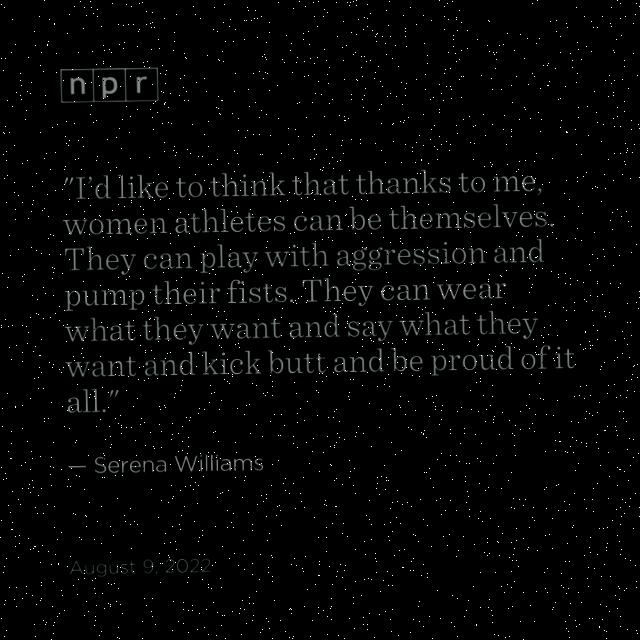 npr
"I'd like to think that thanks to me,
women athletes can be themselves.
They can play with aggression and
pump their fists. They can wear
what they want and say what they
want and kick butt and be proud of it
all."
— Serena Williams
August 9, 2022